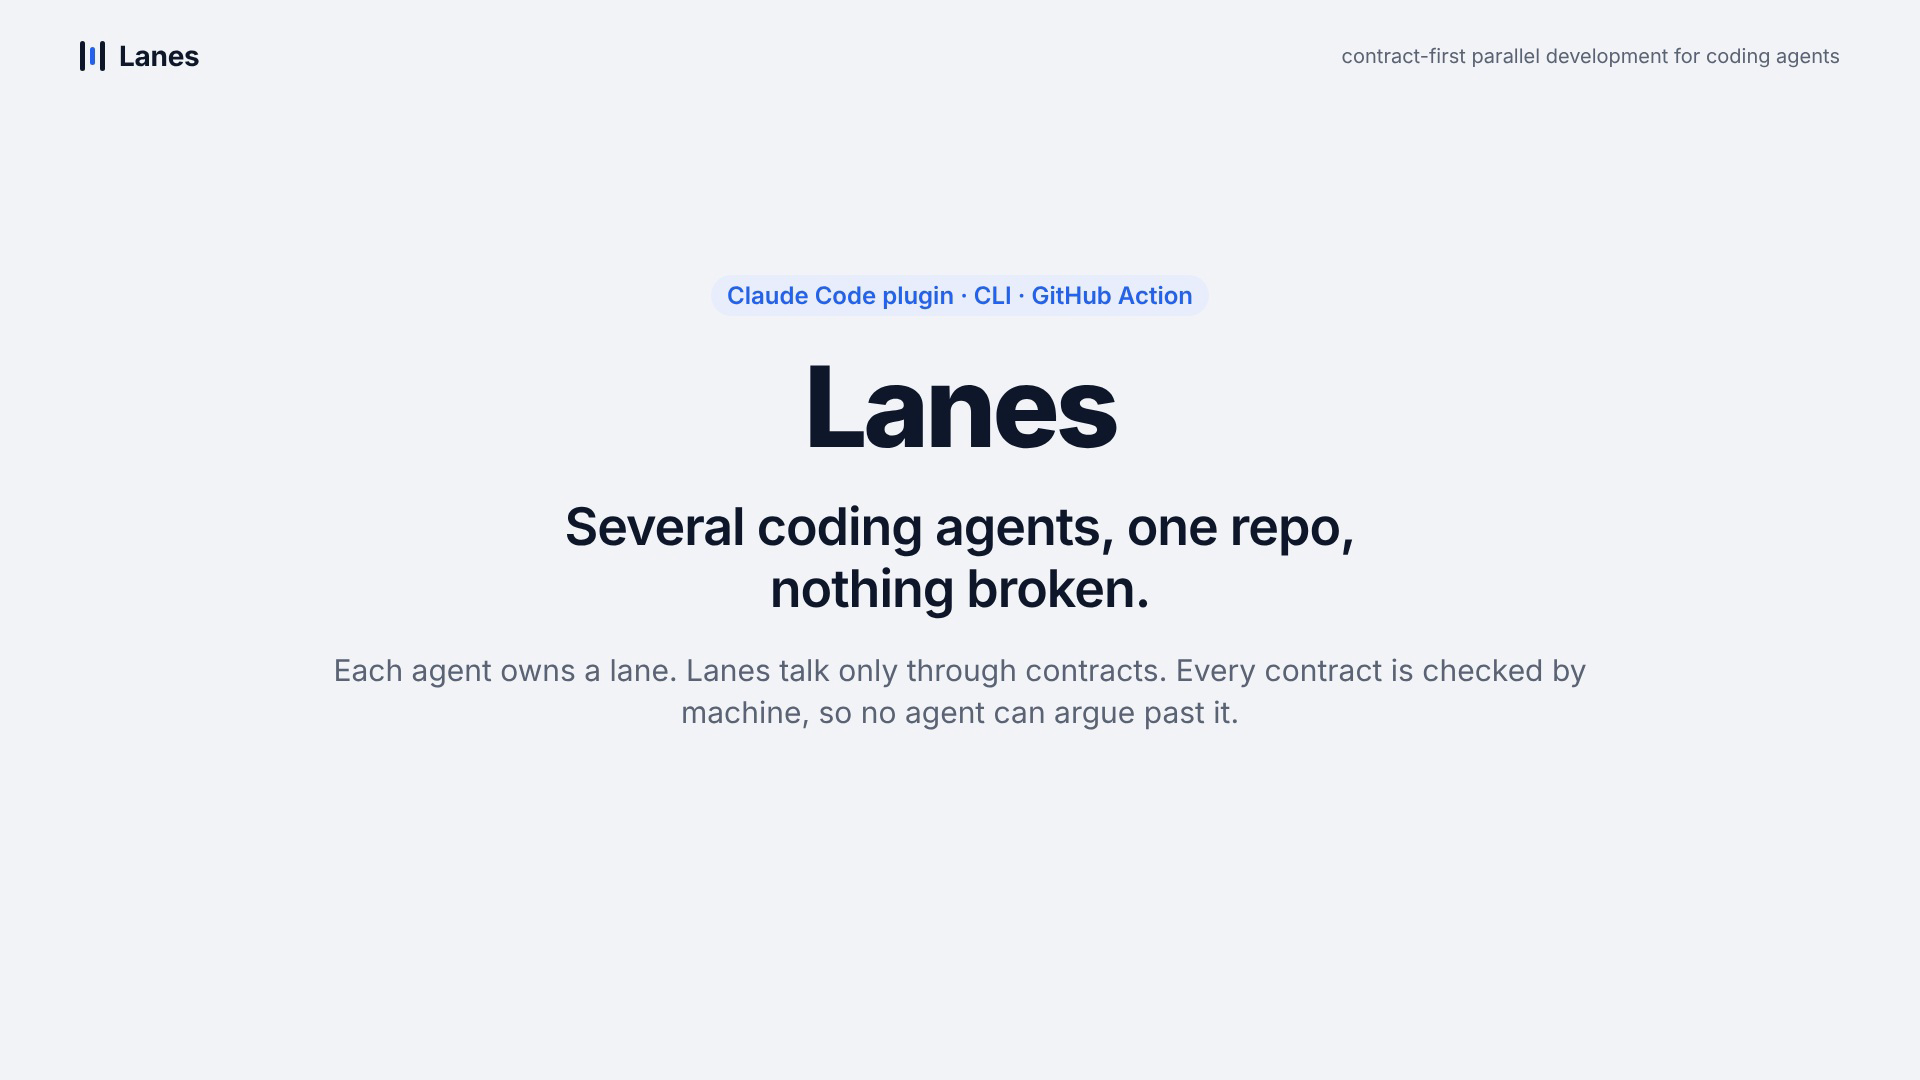 Lanes
contract-first parallel development for coding agents
Claude Code plugin · CLI · GitHub Action
Lanes
Several coding agents, one repo,
nothing broken.
Each agent owns a lane. Lanes talk only through contracts. Every contract is checked by
machine, so no agent can argue past it.